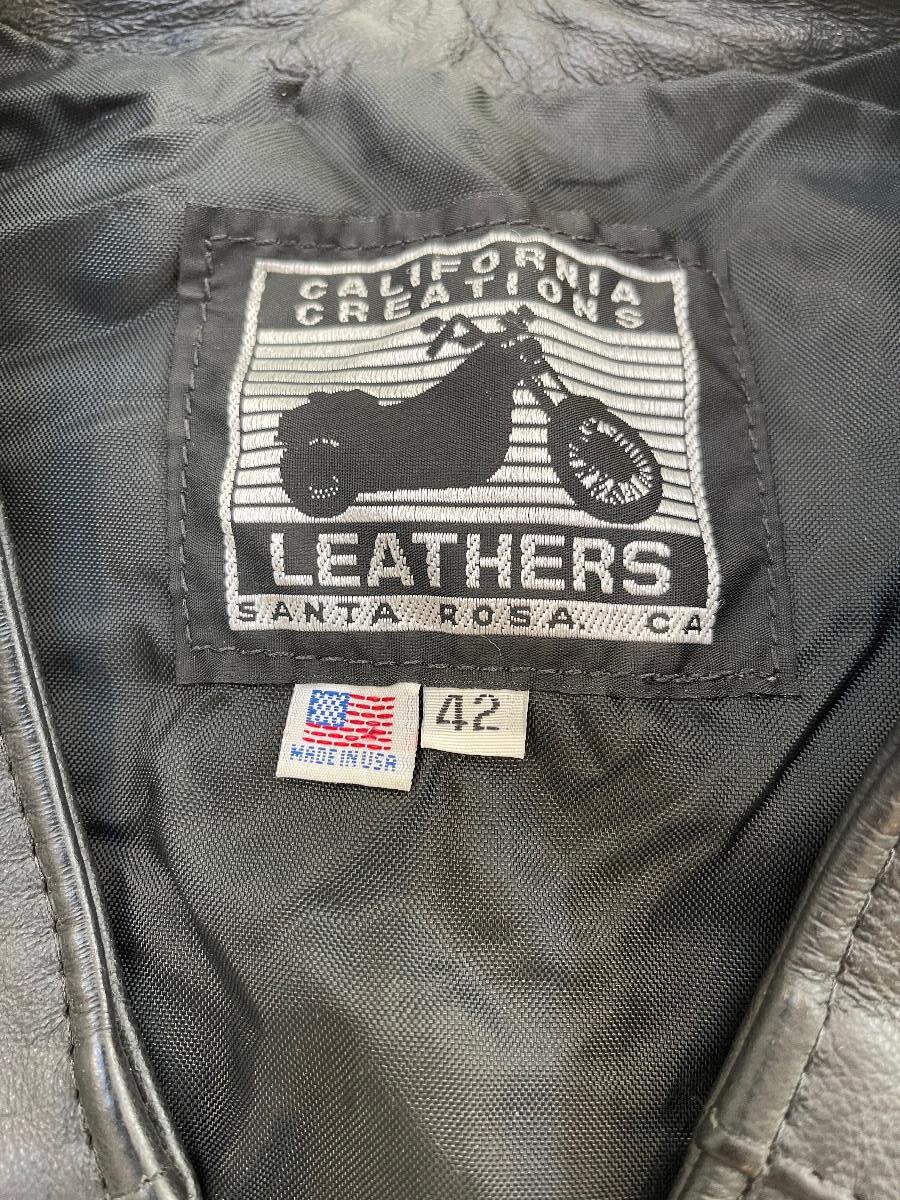 CALIFORNIA
CREATIONS
LEATHERS
SANTA ROSA. CA
MADE IN USA
42